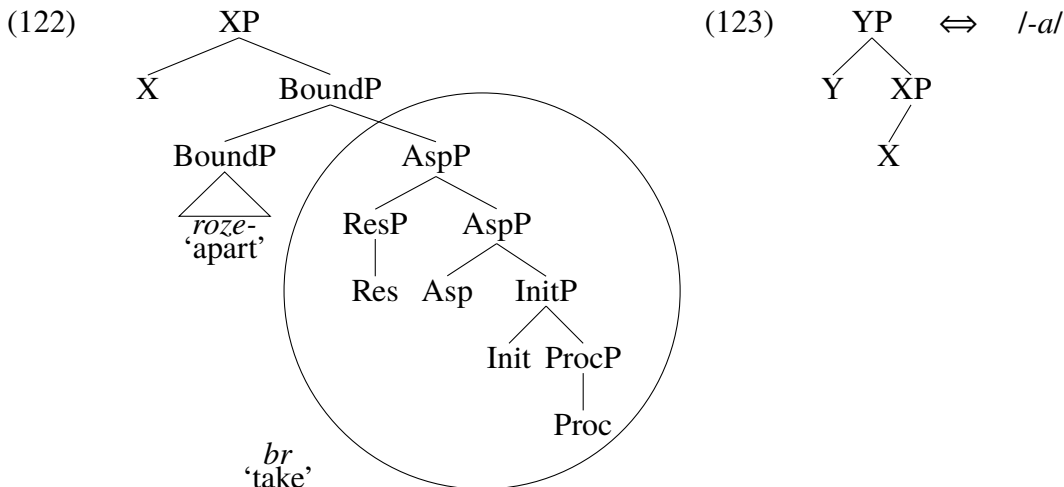 (122) XP (123) YP ⇔ /-a/
X BoundP Y XP
BoundP AspP X
roze- ResP AspP
‘apart’
Res Asp InitP
Init ProcP
Proc
br
‘take’